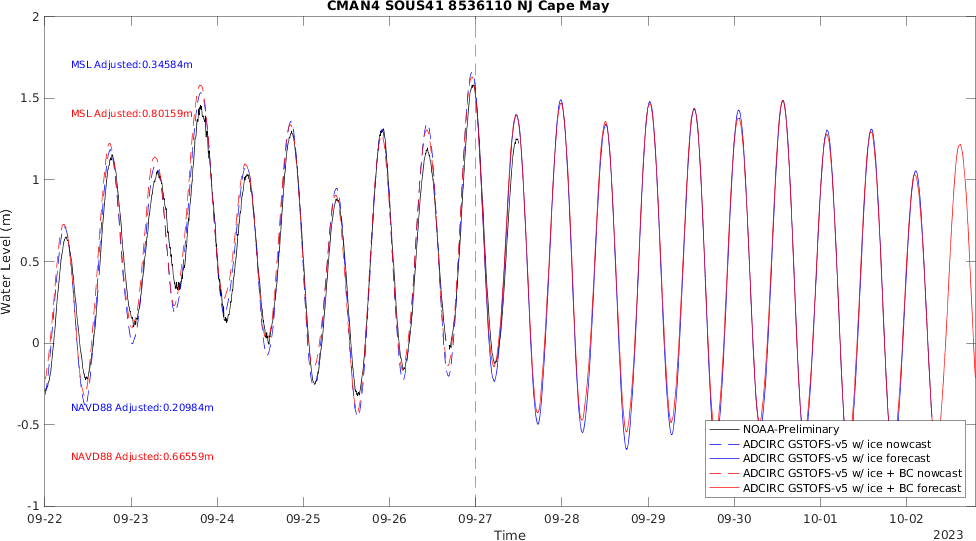 CMAN4 SOUS41 8536110 NJ Cape May
2
1.5
1
0.5
0
-0.5
-1
Water Level (m)
MSL Adjusted:0.34584m
MSL Adjusted:0.80159m
NAVD88 Adjusted:0.20984m
NAVD88 Adjusted:0.66559m
NOAA-Preliminary
ADCIRC GSTOFS-v5 w/ ice nowcast
ADCIRC GSTOFS-v5 w/ ice forecast
ADCIRC GSTOFS-v5 w/ ice + BC nowcast
ADCIRC GSTOFS-v5 w/ ice + BC forecast
09-22 09-23 09-24 09-25 09-26 09-27 09-28 09-29 09-30 10-01 10-02
Time
2023